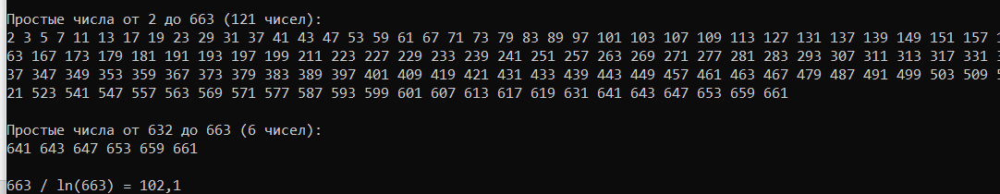 Простые числа от 2 до 663 (121 чисел):
2 3 5 7 11 13 17 19 23 29 31 37 41 43 47 53 59 61 67 71 73 79 83 89 97 101 103 107 109 113 127 131 137 139 149 151 157 1
63 167 173 179 181 191 193 197 199 211 223 227 229 233 239 241 251 257 263 269 271 277 281 283 293 307 311 313 317 331 3
37 347 349 353 359 367 373 379 383 389 397 401 409 419 421 431 433 439 443 449 457 461 463 467 479 487 491 499 503 509 5
21 523 541 547 557 563 569 571 577 587 593 599 601 607 613 617 619 631 641 643 647 653 659 661
Простые числа от 632 до 663 (6 чисел):
641 643 647 653 659 661
663 / ln(663) = 102,1